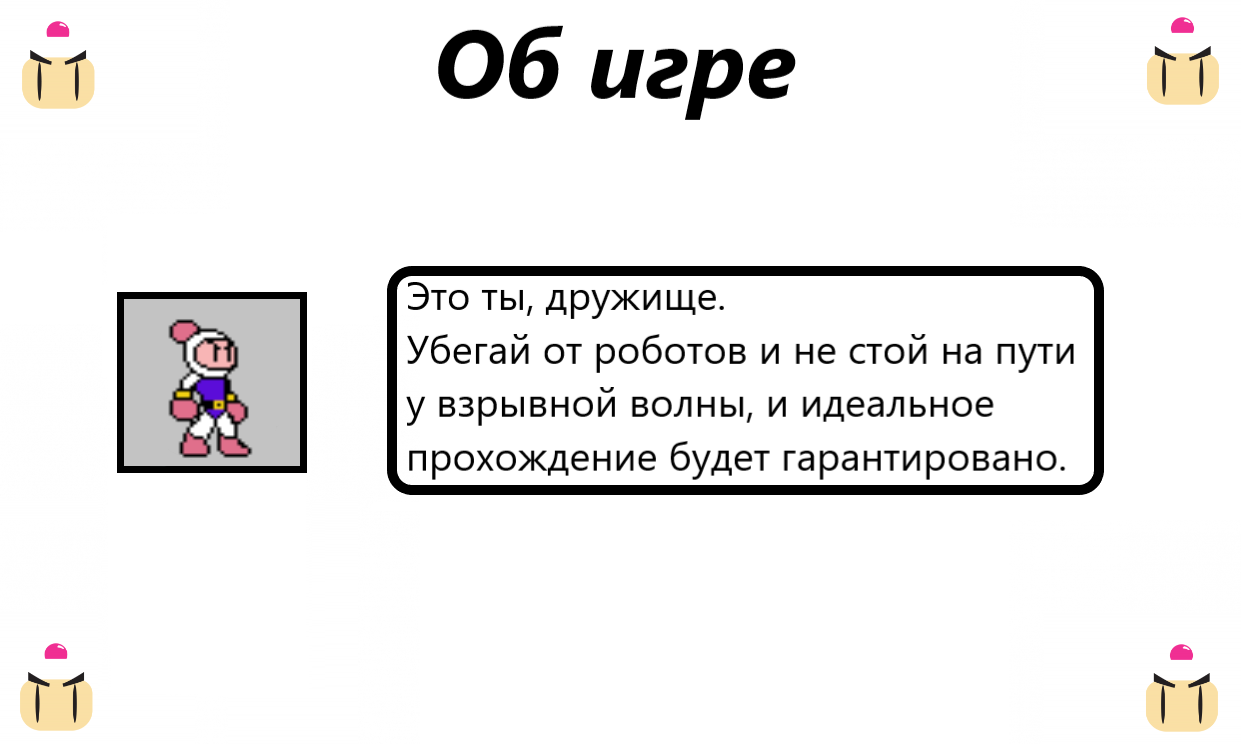 Об игре
Это ты, дружище.
Убегай от роботов и не стой на пути
у взрывной волны, и идеальное
прохождение будет гарантировано.